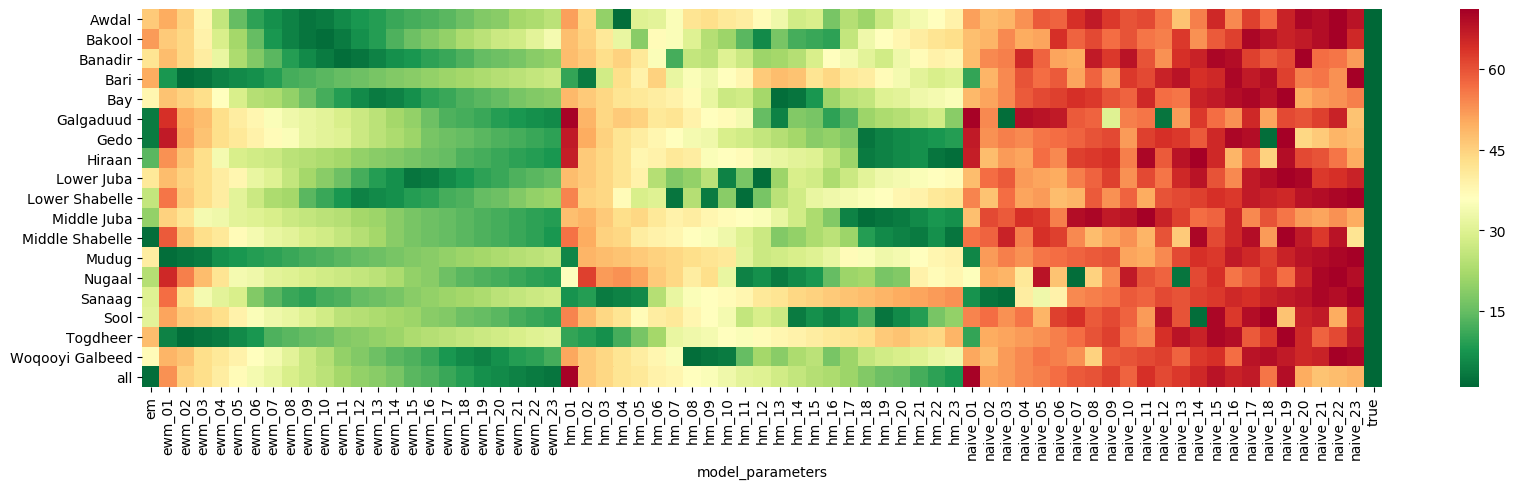 Awdal
Bakool
Banadir
Bari
Bay
Galgaduud
Gedo
Hiraan
Lower Juba
Lower Shabelle
Middle Juba
Middle Shabelle
Mudug
Nugaal
Sanaag
Sool
Togdheer
Woqooyi Galbeed
all
60
45
30
15
em
ewm_01
ewm_02
ewm_03
ewm_04
ewm_05
ewm_06
ewm_07
ewm_08
ewm_09
ewm_10
ewm_11
ewm_12
ewm_13
ewm_14
ewm_15
ewm_16
ewm_17
ewm_18
ewm_19
ewm_20
ewm_21
ewm_22
ewm_23
hm_01
hm_02
hm_03
hm_04
hm_05
hm_06
hm_07
hm_08
hm_09
hm_10
hm_11
hm_12
hm_13
hm_14
hm_15
hm_16
hm_17
hm_18
hm_19
hm_20
hm_21
hm_22
hm_23
naive_01
naive_02
naive_03
naive_04
naive_05
naive_06
naive_07
naive_08
naive_09
naive_10
naive_11
naive_12
naive_13
naive_14
naive_15
naive_16
naive_17
naive_18
naive_19
naive_20
naive_21
naive_22
naive_23
true
model_parameters